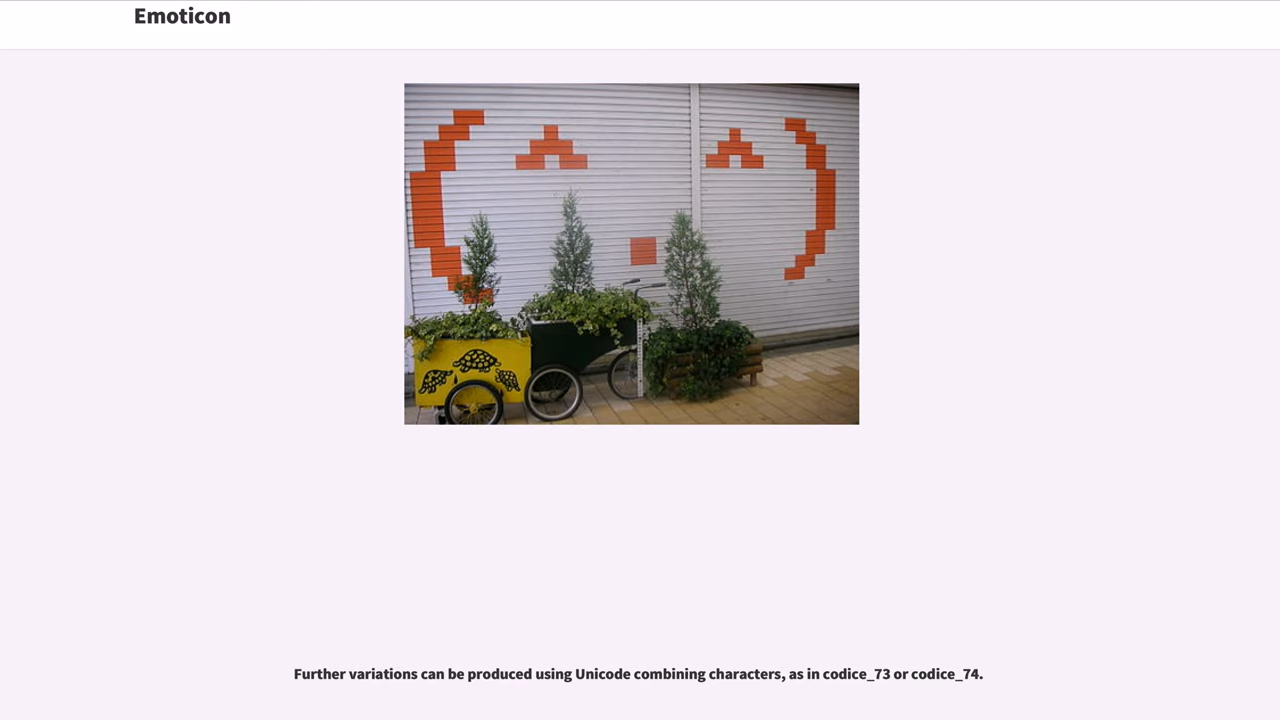 Emoticon
Further variations can be produced using Unicode combining characters, as in codice_73 or codice_74.